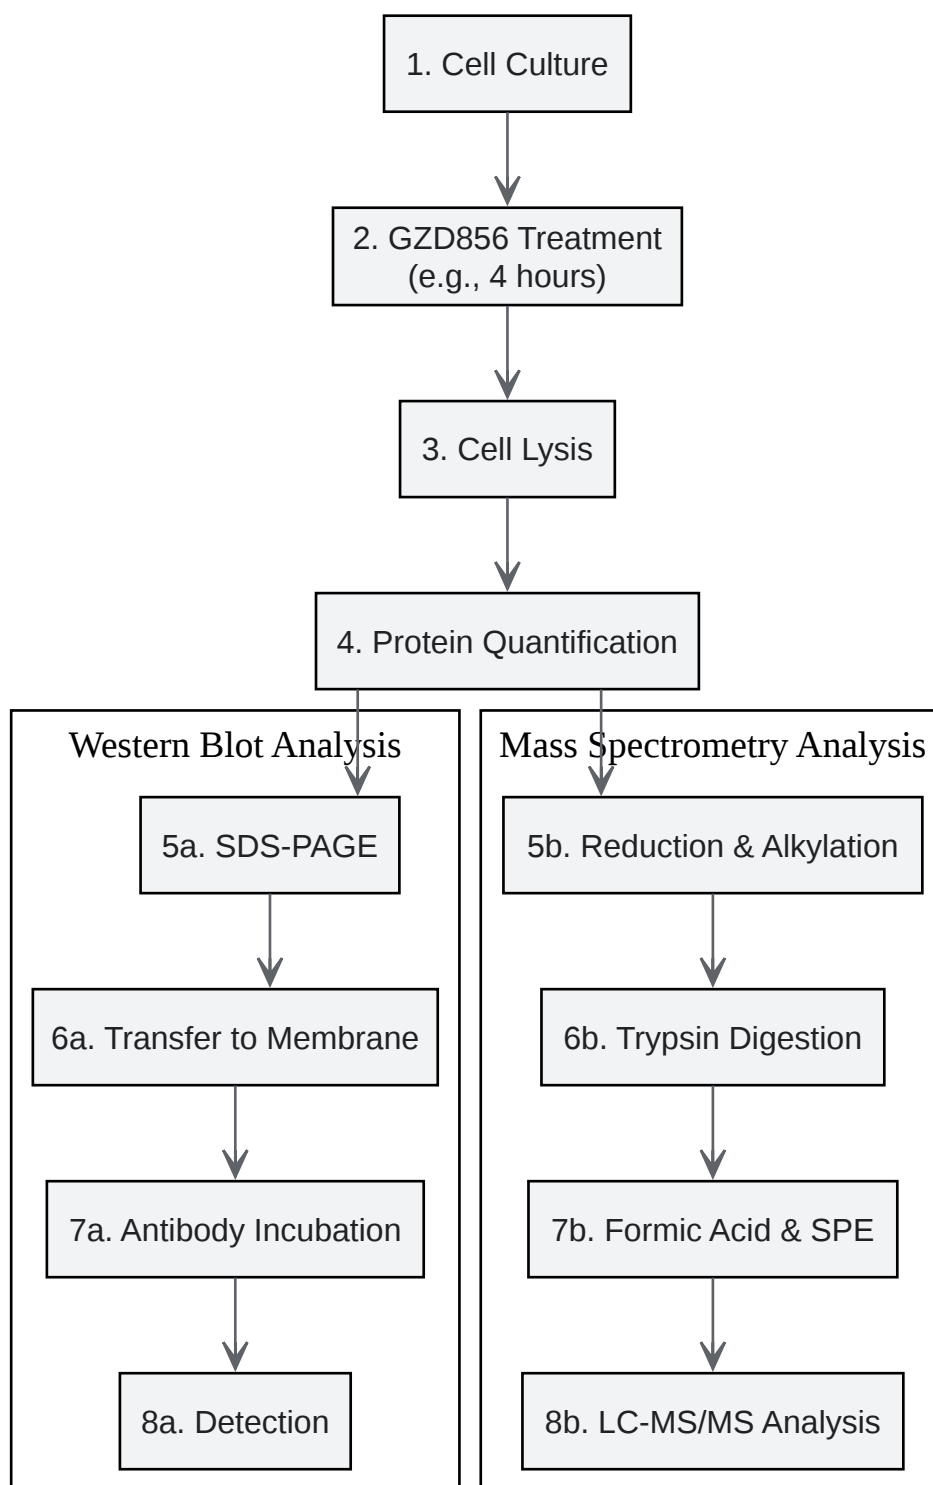 1. Cell Culture
2. GZD856 Treatment
(e.g., 4 hours)
3. Cell Lysis
4. Protein Quantification
Western Blot Analysis
5a. SDS-PAGE
6a. Transfer to Membrane
7a. Antibody Incubation
8a. Detection
Mass Spectrometry Analysis
5b. Reduction & Alkylation
6b. Trypsin Digestion
7b. Formic Acid & SPE
8b. LC-MS/MS Analysis